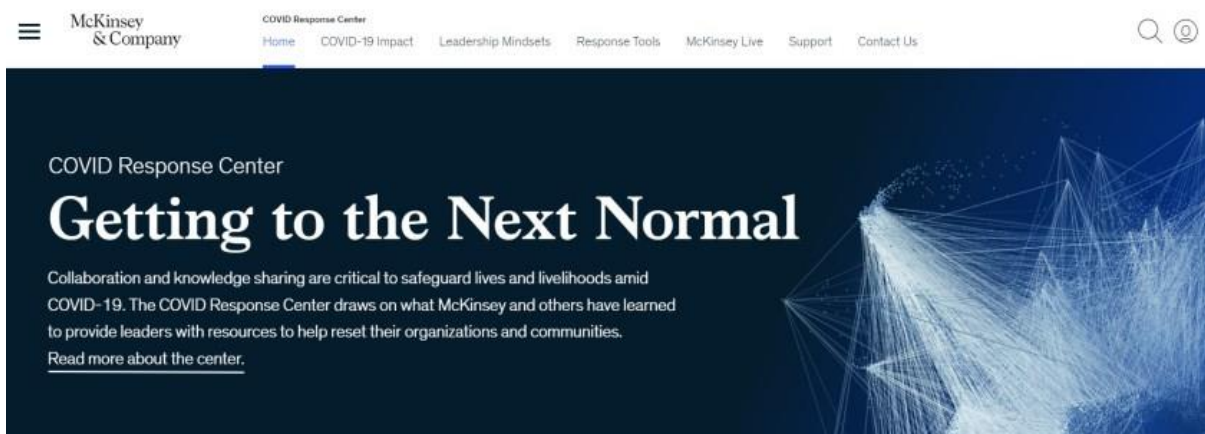 McKinsey
& Company
COVID Response Center
Home COVID-19 Impact Leadership Mindsets Response Tools McKinsey Live Support Contact Us
COVID Response Center
Getting to the Next Normal
Collaboration and knowledge sharing are critical to safeguard lives and livelihoods amid
COVID-19. The COVID Response Center draws on what McKinsey and others have learned
to provide leaders with resources to help reset their organizations and communities.
Read more about the center.